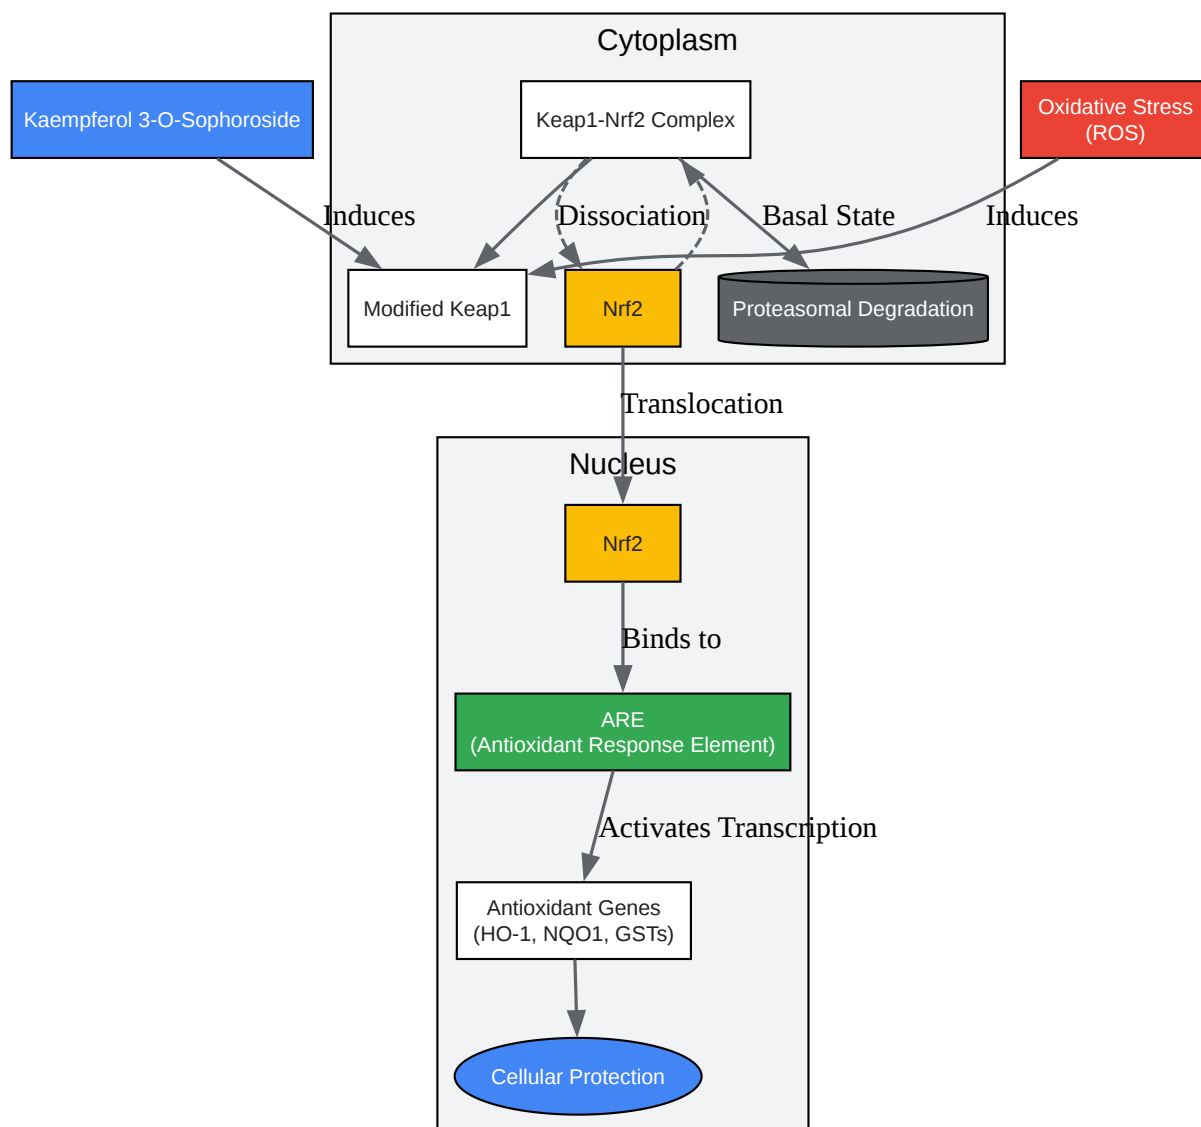 Cytoplasm
Kaempferol 3-O-Sophoroside
Keap1-Nrf2 Complex
Oxidative Stress
(ROS)
Induces
Dissociation
Basal State
Induces
Modified Keap1
Nrf2
Proteasomal Degradation
Translocation
Nucleus
Nrf2
Binds to
ARE
(Antioxidant Response Element)
Activates Transcription
Antioxidant Genes
(HO-1, NQO1, GSTs)
Cellular Protection